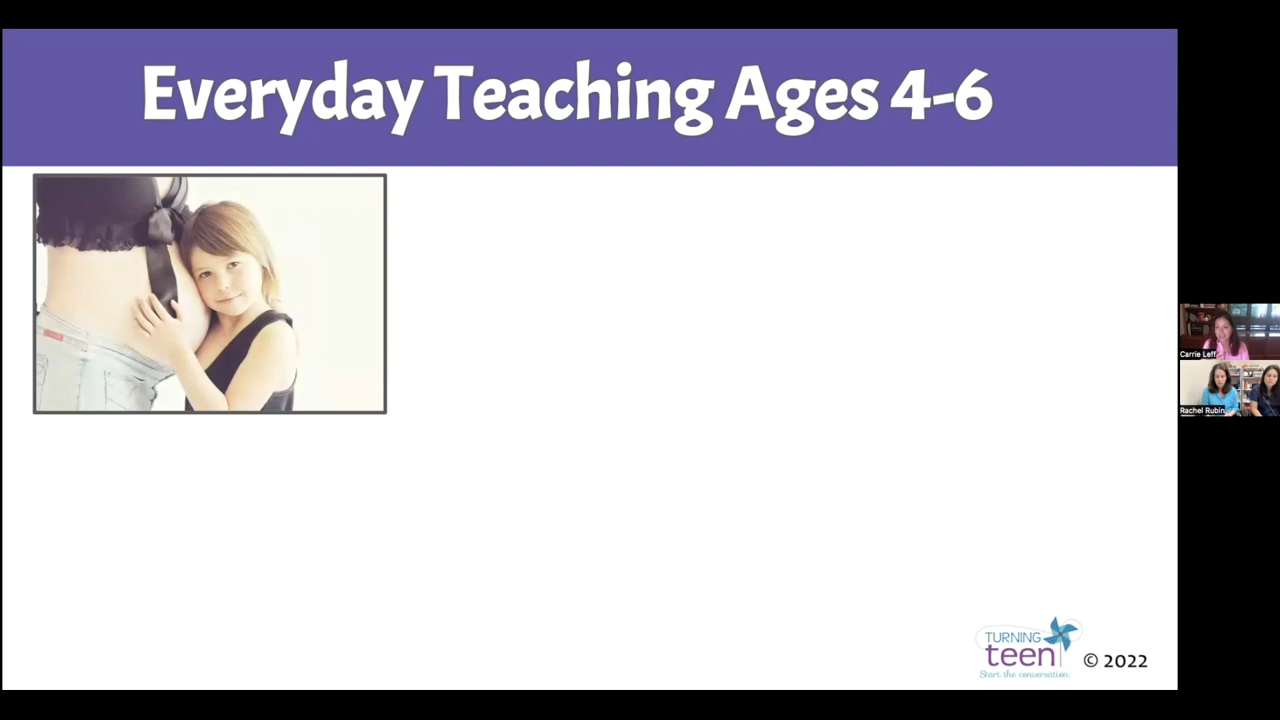 Everyday Teaching Ages 4-6
Carrie Leff
Rachel Rubin
TURNING
teen
Start the conversation.
© 2022